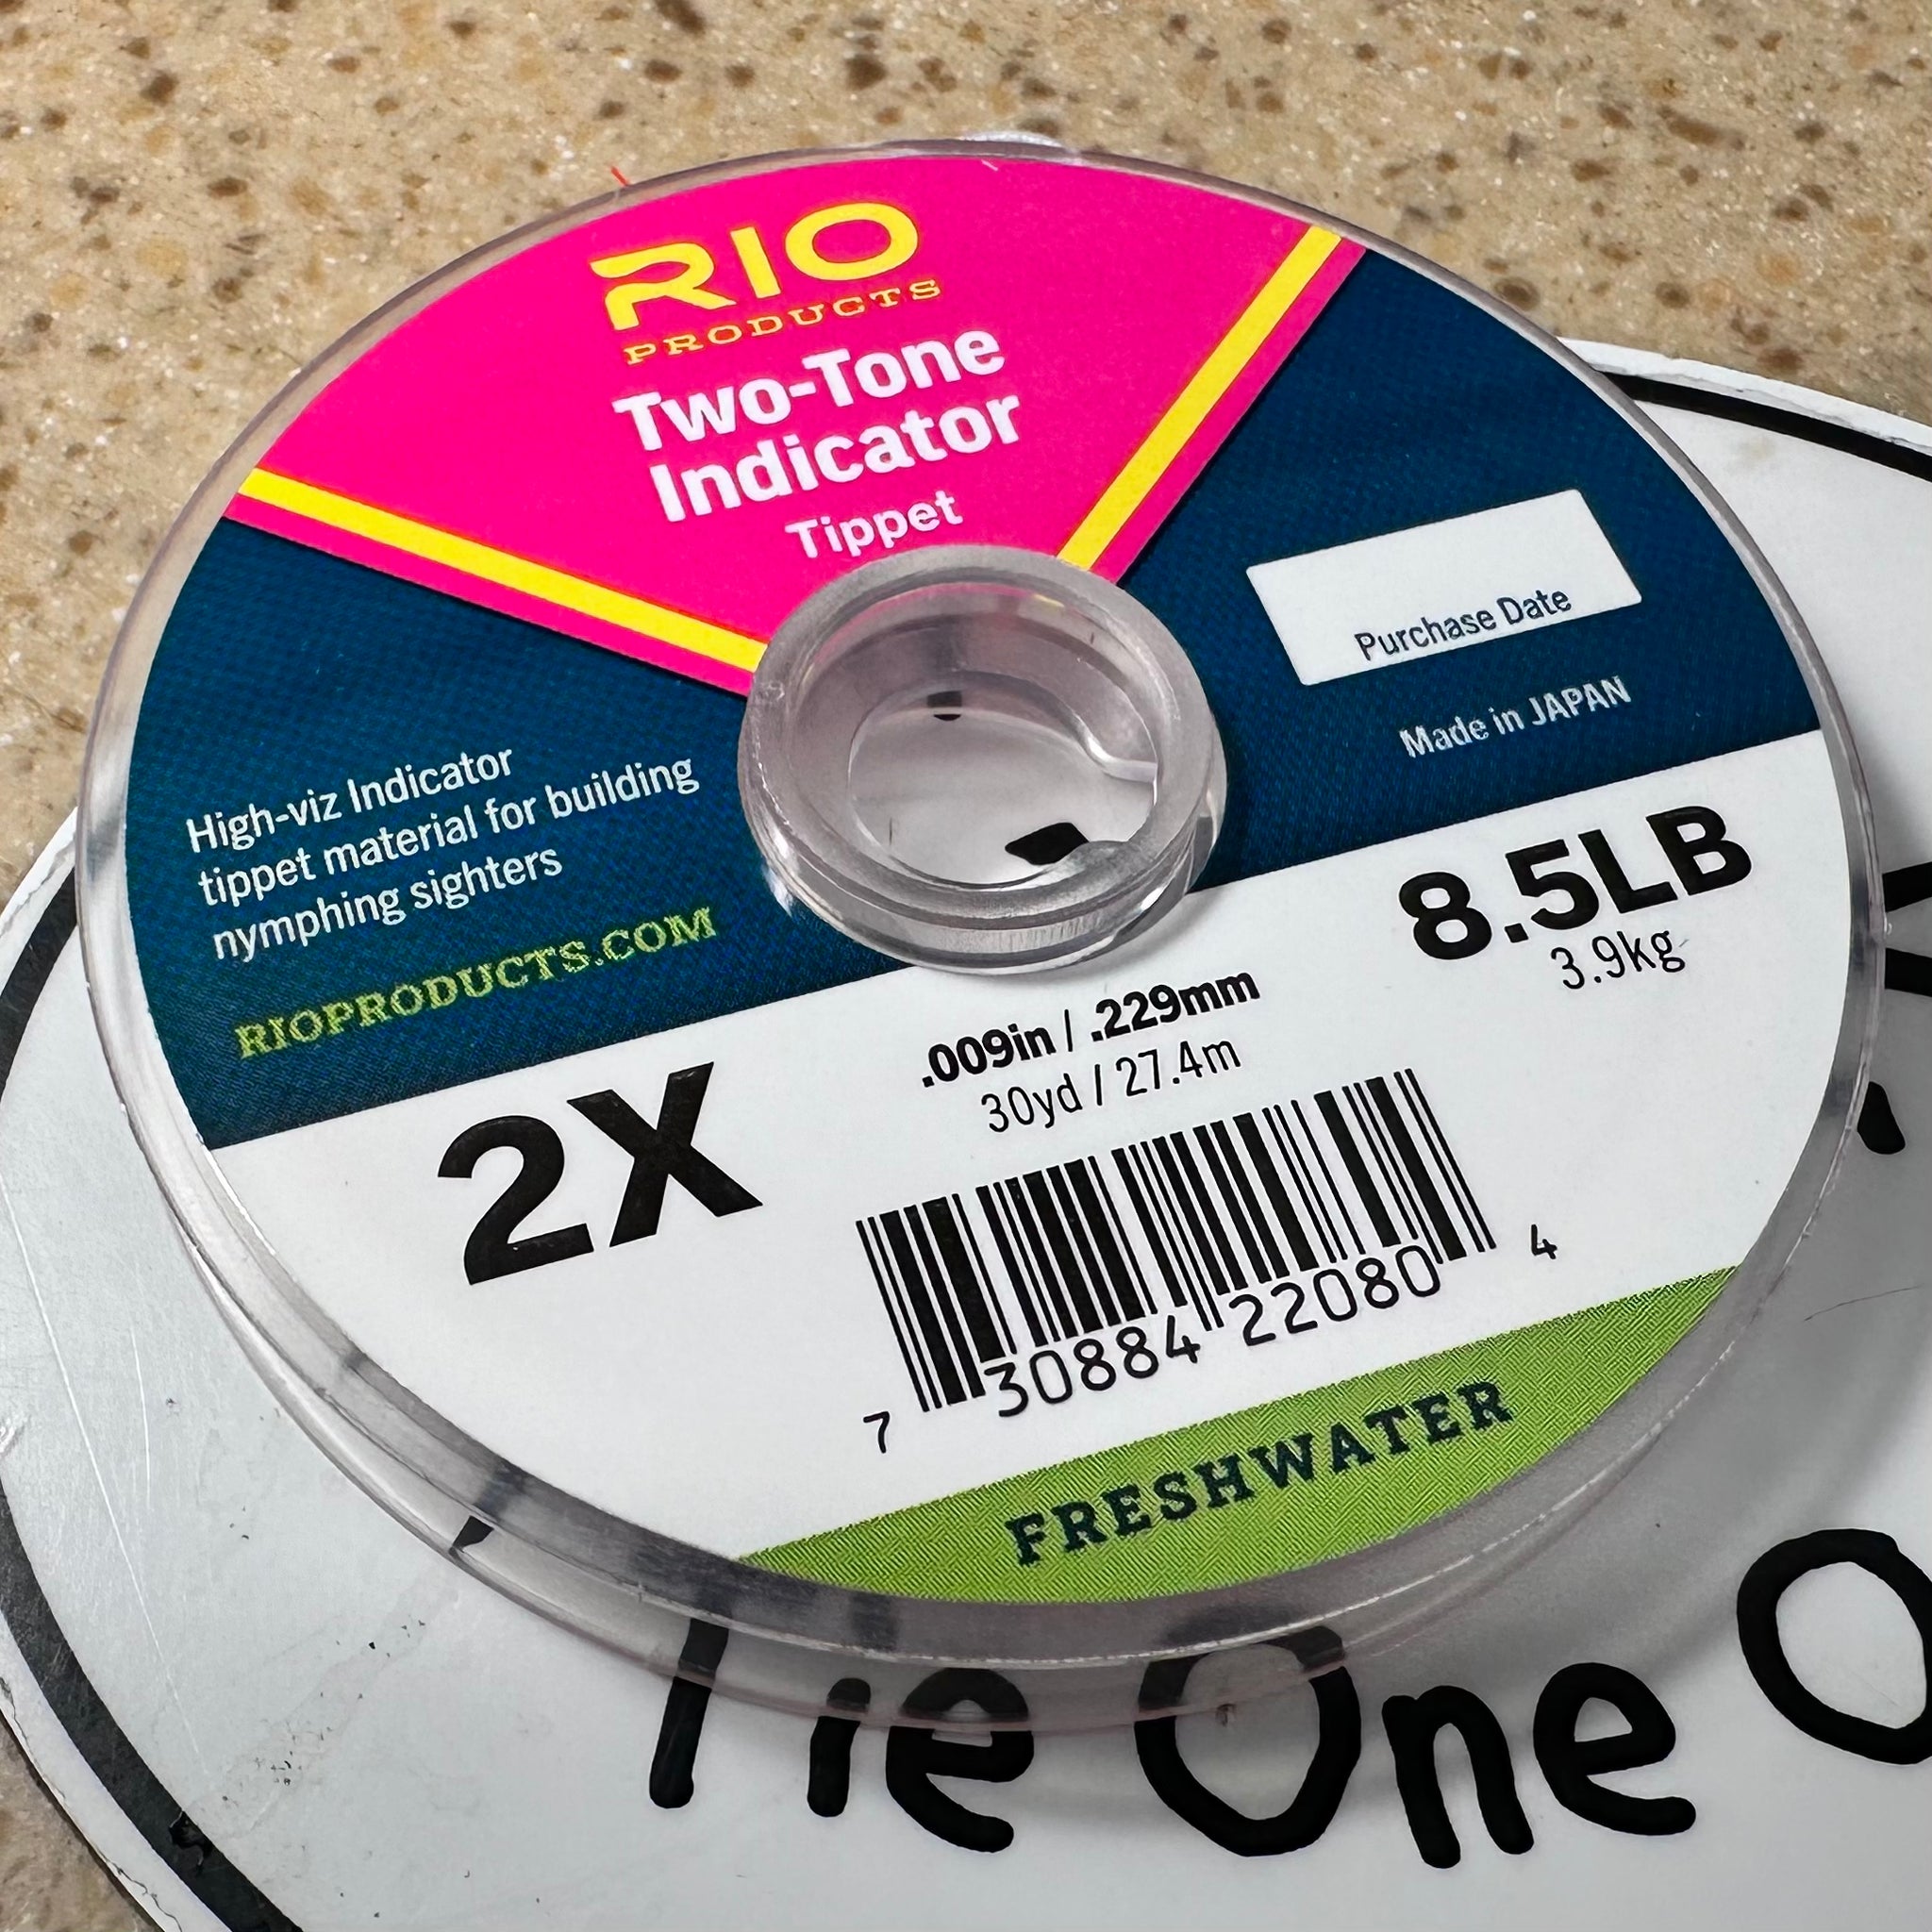 RIO
PRODUCTS
Two-Tone
Indicator
Tippet
Purchase Date
Made in JAPAN
High-viz Indicator
tippet material for building
nymphing sighters
RIOPRODUCTS.COM
8.5LB
3.9kg
2X
.009in / .229mm
30yd / 27.4m
7 30884 22080 4
FRESHWATER
Tie One O